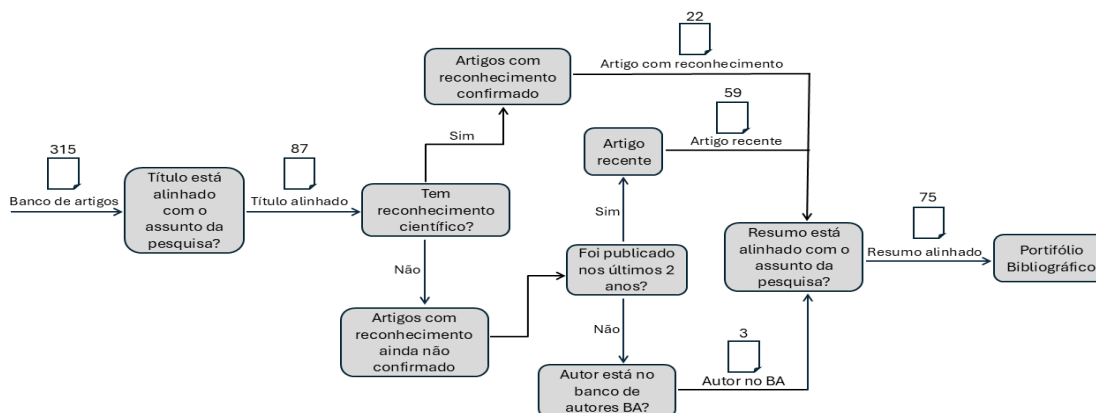 315
Banco de artigos
Título está
alinhado
com o
assunto da
pesquisa?
87
Título alinhado
Tem
reconhecimento
científico?
Sim
Artigos com
reconhecimento
confirmado
22
Artigo com reconhecimento
Não
Artigos com
reconhecimento
ainda não
confirmado
Foi publicado
nos últimos 2
anos?
Sim
Artigo
recente
59
Artigo recente
Não
Autor está no
banco de
autores BA?
3
Autor no BA
Resumo está
alinhado com o
assunto da
pesquisa?
75
Resumo alinhado
Portifólio
Bibliográfico